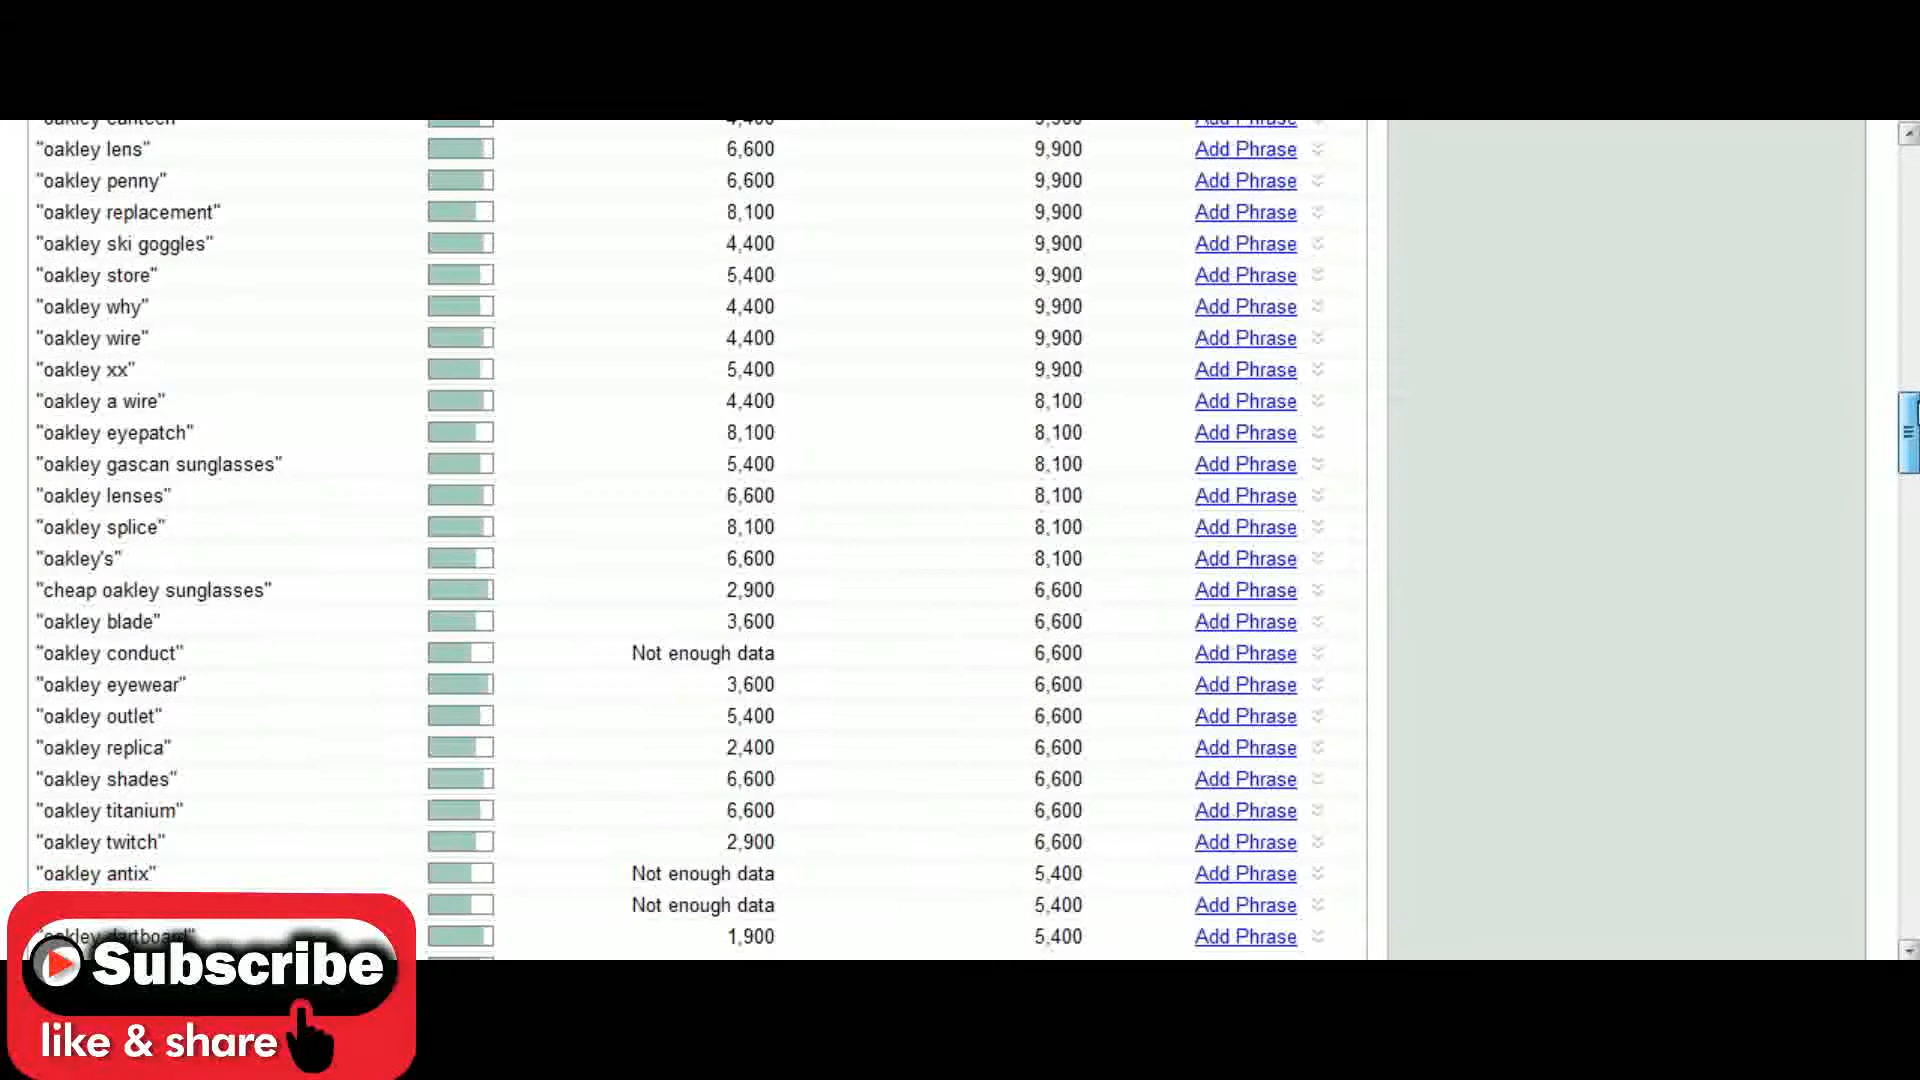 "oakley canteen" 4,400 9,900 Add Phrase
"oakley lens" 6,600 9,900 Add Phrase
"oakley penny" 6,600 9,900 Add Phrase
"oakley replacement" 8,100 9,900 Add Phrase
"oakley ski goggles" 4,400 9,900 Add Phrase
"oakley store" 5,400 9,900 Add Phrase
"oakley why" 4,400 9,900 Add Phrase
"oakley wire" 4,400 9,900 Add Phrase
"oakley xx" 5,400 9,900 Add Phrase
"oakley a wire" 4,400 8,100 Add Phrase
"oakley eyepatch" 8,100 8,100 Add Phrase
"oakley gascan sunglasses" 5,400 8,100 Add Phrase
"oakley lenses" 6,600 8,100 Add Phrase
"oakley splice" 8,100 8,100 Add Phrase
"oakley's" 6,600 8,100 Add Phrase
"cheap oakley sunglasses" 2,900 6,600 Add Phrase
"oakley blade" 3,600 6,600 Add Phrase
"oakley conduct" Not enough data 6,600 Add Phrase
"oakley eyewear" 3,600 6,600 Add Phrase
"oakley outlet" 5,400 6,600 Add Phrase
"oakley replica" 2,400 6,600 Add Phrase
"oakley shades" 6,600 6,600 Add Phrase
"oakley titanium" 6,600 6,600 Add Phrase
"oakley twitch" 2,900 6,600 Add Phrase
"oakley antix" Not enough data 5,400 Add Phrase
Not enough data 5,400 Add Phrase
"oakley dartboard" 1,900 5,400 Add Phrase
Subscribe
like & share